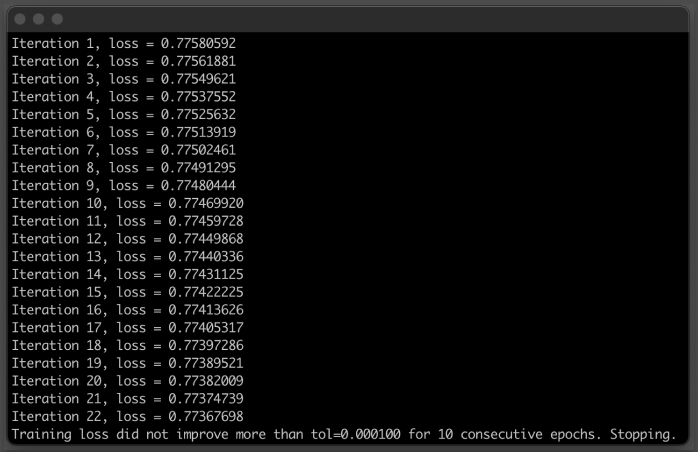 Iteration 1, loss = 0.77580592
Iteration 2, loss = 0.77561881
Iteration 3, loss = 0.77549621
Iteration 4, loss = 0.77537552
Iteration 5, loss = 0.77525632
Iteration 6, loss = 0.77513919
Iteration 7, loss = 0.77502461
Iteration 8, loss = 0.77491295
Iteration 9, loss = 0.77480444
Iteration 10, loss = 0.77469920
Iteration 11, loss = 0.77459728
Iteration 12, loss = 0.77449868
Iteration 13, loss = 0.77440336
Iteration 14, loss = 0.77431125
Iteration 15, loss = 0.77422225
Iteration 16, loss = 0.77413626
Iteration 17, loss = 0.77405317
Iteration 18, loss = 0.77397286
Iteration 19, loss = 0.77389521
Iteration 20, loss = 0.77382009
Iteration 21, loss = 0.77374739
Iteration 22, loss = 0.77367698
Training loss did not improve more than tol=0.000100 for 10 consecutive epochs. Stopping.